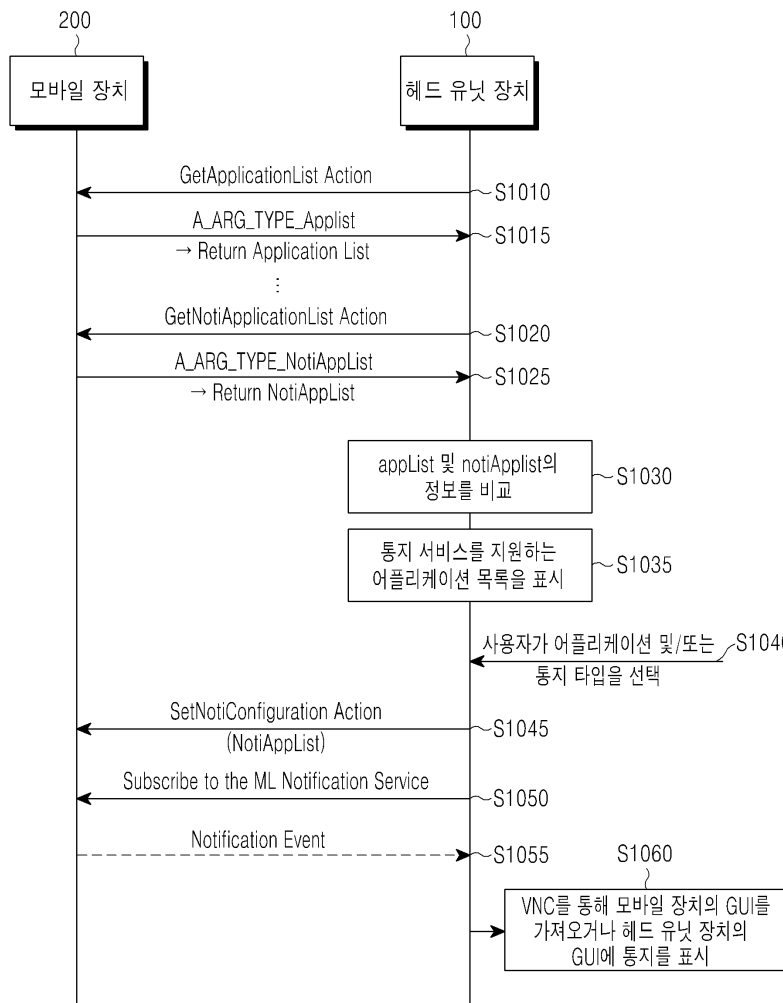 200
100
모바일 장치
헤드 유닛 장치
GetApplicationList Action
S1010
A_ARG_TYPE_Applist
→ Return Application List
S1015
⋮
GetNotiApplicationList Action
S1020
A_ARG_TYPE_NotiAppList
→ Return NotiAppList
S1025
appList 및 notiApplist의
정보를 비교
S1030
통지 서비스를 지원하는
어플리케이션 목록을 표시
S1035
사용자가 어플리케이션 및/또는
통지 타입을 선택
S1040
SetNotiConfiguration Action
(NotiAppList)
S1045
Subscribe to the ML Notification Service
S1050
Notification Event
S1055
S1060
VNC를 통해 모바일 장치의 GUI를
가져오거나 헤드 유닛 장치의
GUI에 통지를 표시